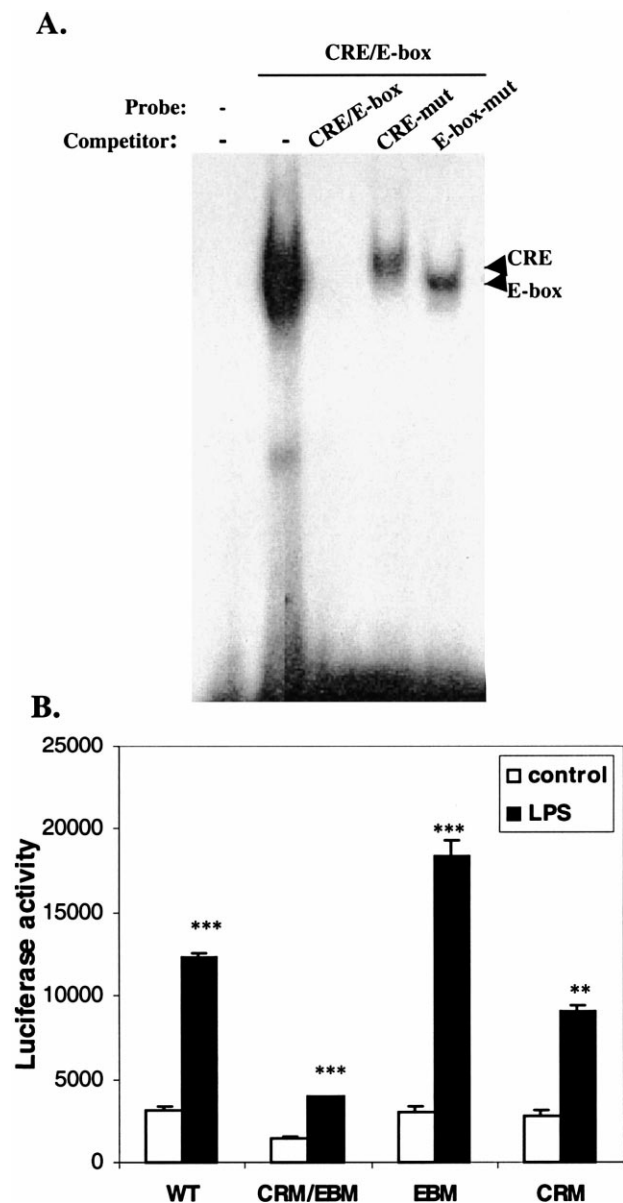 A.
CRE/E-box
Probe: -
Competitor: - - CRE/E-box CRE-mut E-box-mut
CRE
E-box
B.
25000
20000
15000
10000
5000
0
Luciferase activity
control
LPS
***
***
***
**
WT CRM/EBM EBM CRM